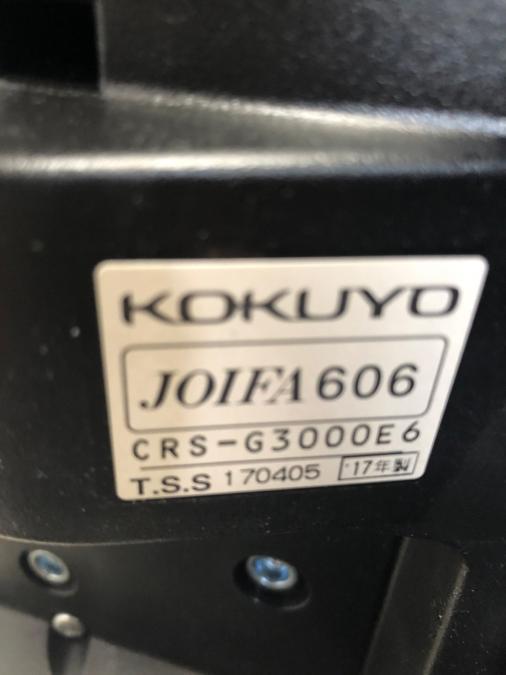 KOKUYO
JOIFA 606
CRS-G3000E6
T.S.S 170405 '17年製